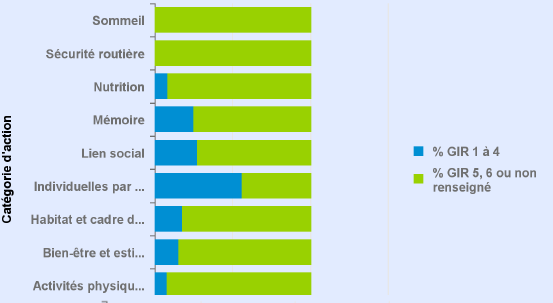 Sommeil
Sécurité routière
Nutrition
Mémoire
Lien social
Individuelles par ...
Habitat et cadre d...
Bien-être et esti...
Activités physiqu...
Catégorie d'action
% GIR 1 à 4
% GIR 5, 6 ou non
renseigné